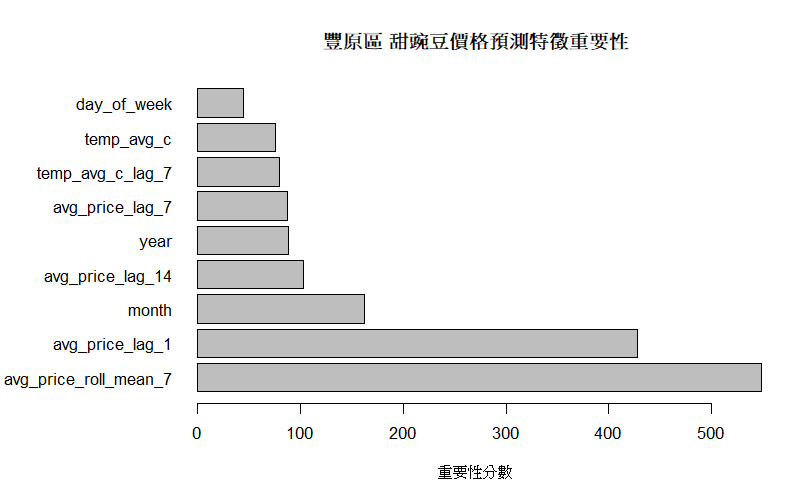 豐原區 甜豌豆價格預測特徵重要性
day_of_week
temp_avg_c
temp_avg_c_lag_7
avg_price_lag_7
year
avg_price_lag_14
month
avg_price_lag_1
avg_price_roll_mean_7
0 100 200 300 400 500
重要性分數